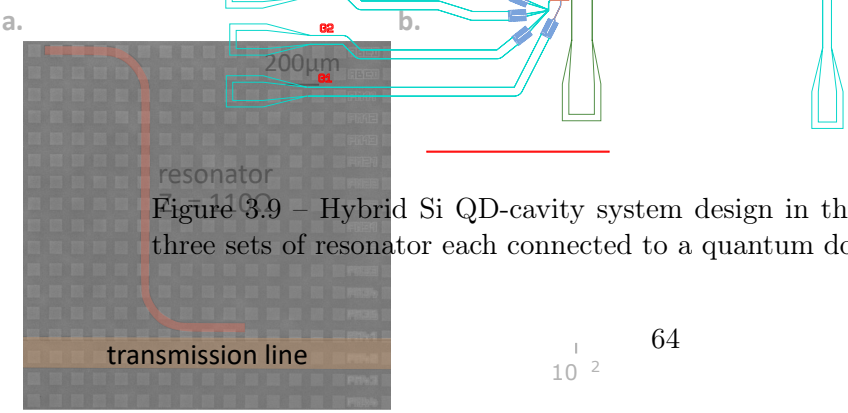 a.
b.
G2
200µm
G1
resonator
Figure 3.9 – Hybrid Si QD-cavity system design in th
three sets of resonator each connected to a quantum do
64
10 2
transmission line